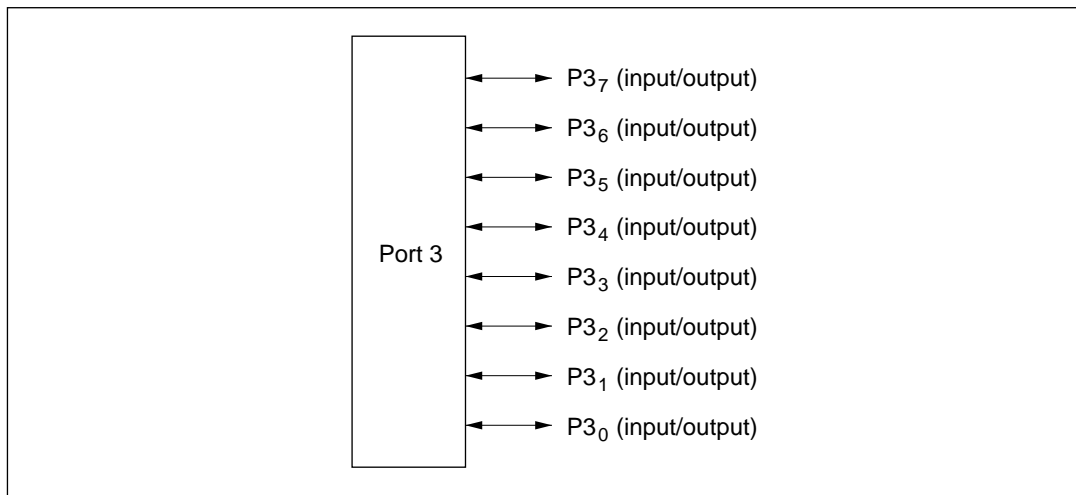 P3₇ (input/output)
P3₆ (input/output)
P3₅ (input/output)
P3₄ (input/output)
Port 3
P3₃ (input/output)
P3₂ (input/output)
P3₁ (input/output)
P3₀ (input/output)